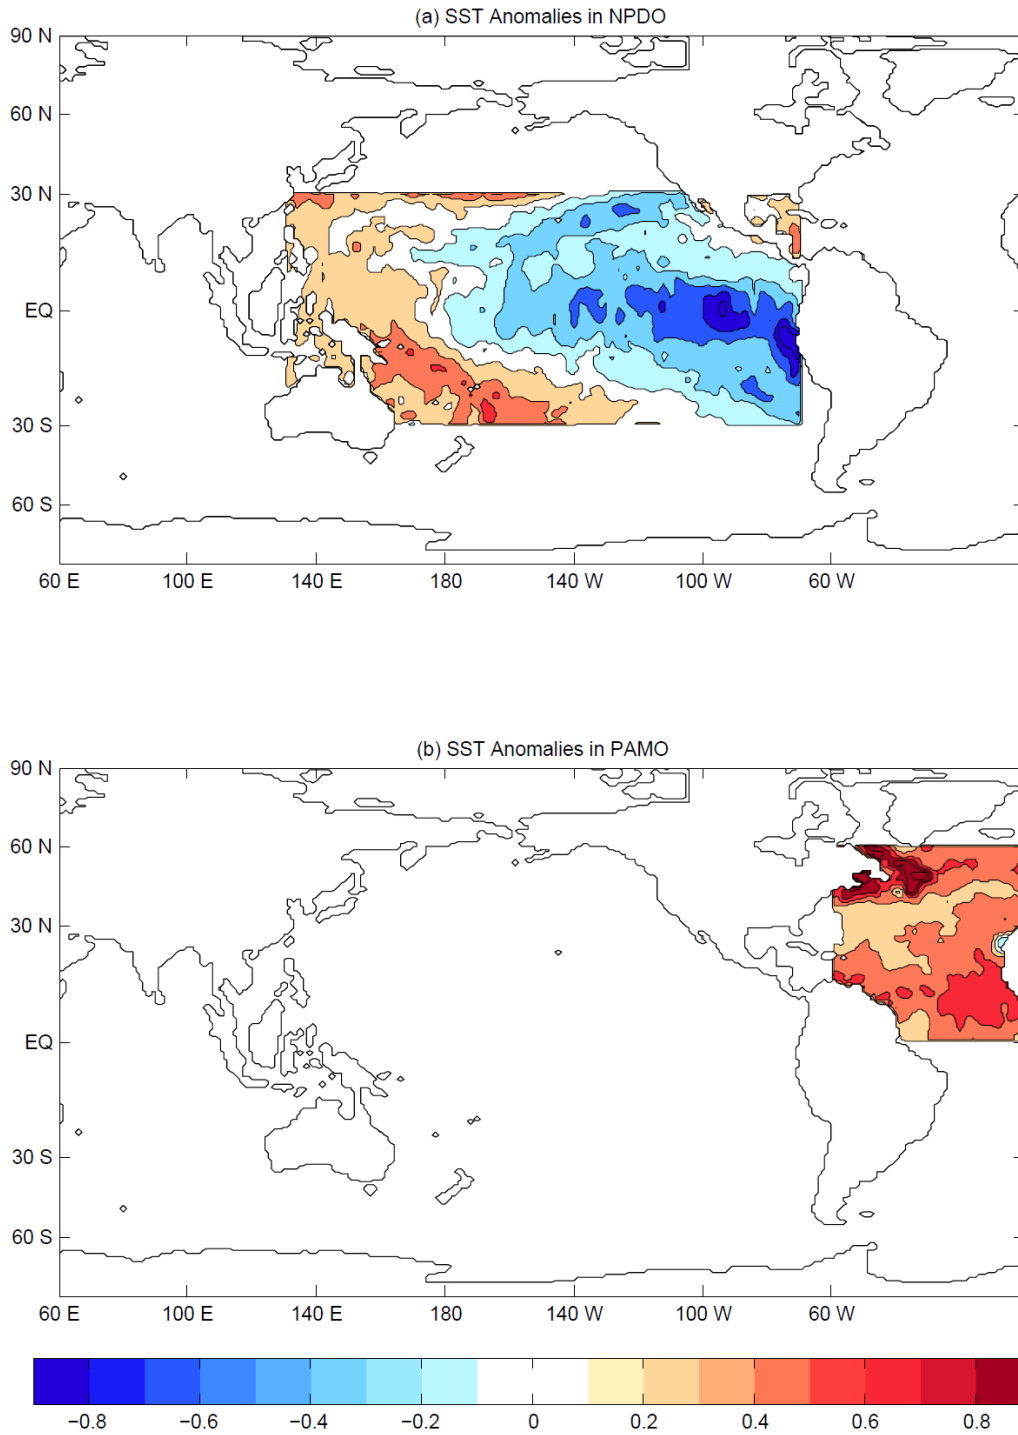 (a) SST Anomalies in NPDO
90 N
60 N
30 N
EQ
30 S
60 S
60 E 100 E 140 E 180 140 W 100 W 60 W
(b) SST Anomalies in PAMO
90 N
60 N
30 N
EQ
30 S
60 S
60 E 100 E 140 E 180 140 W 100 W 60 W
−0.8 −0.6 −0.4 −0.2 0 0.2 0.4 0.6 0.8